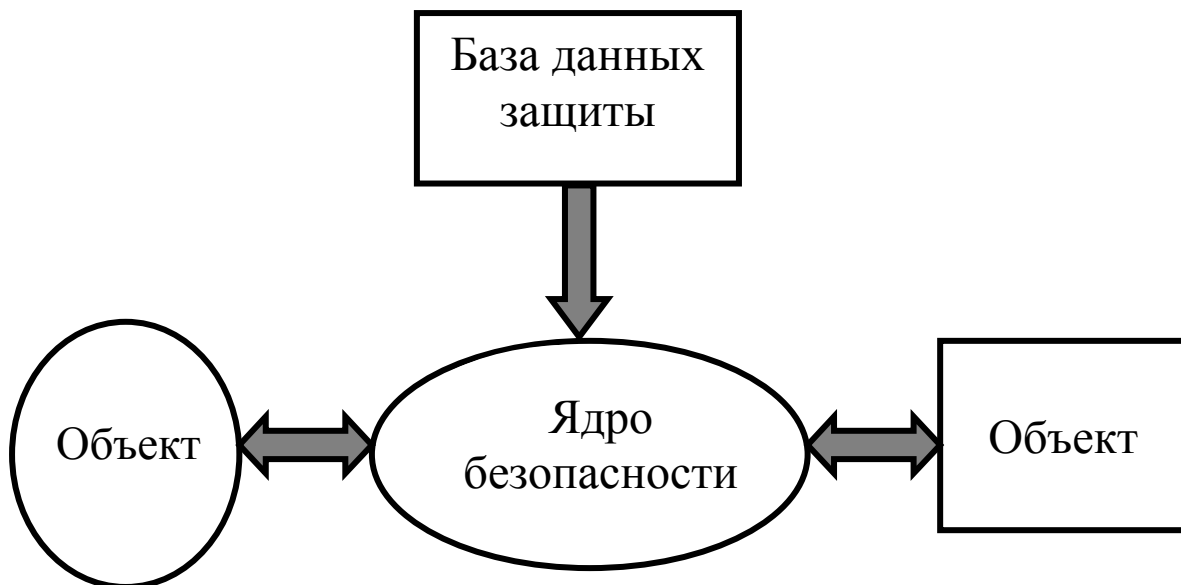 База данных
защиты
Объект
Ядро
безопасности
Объект